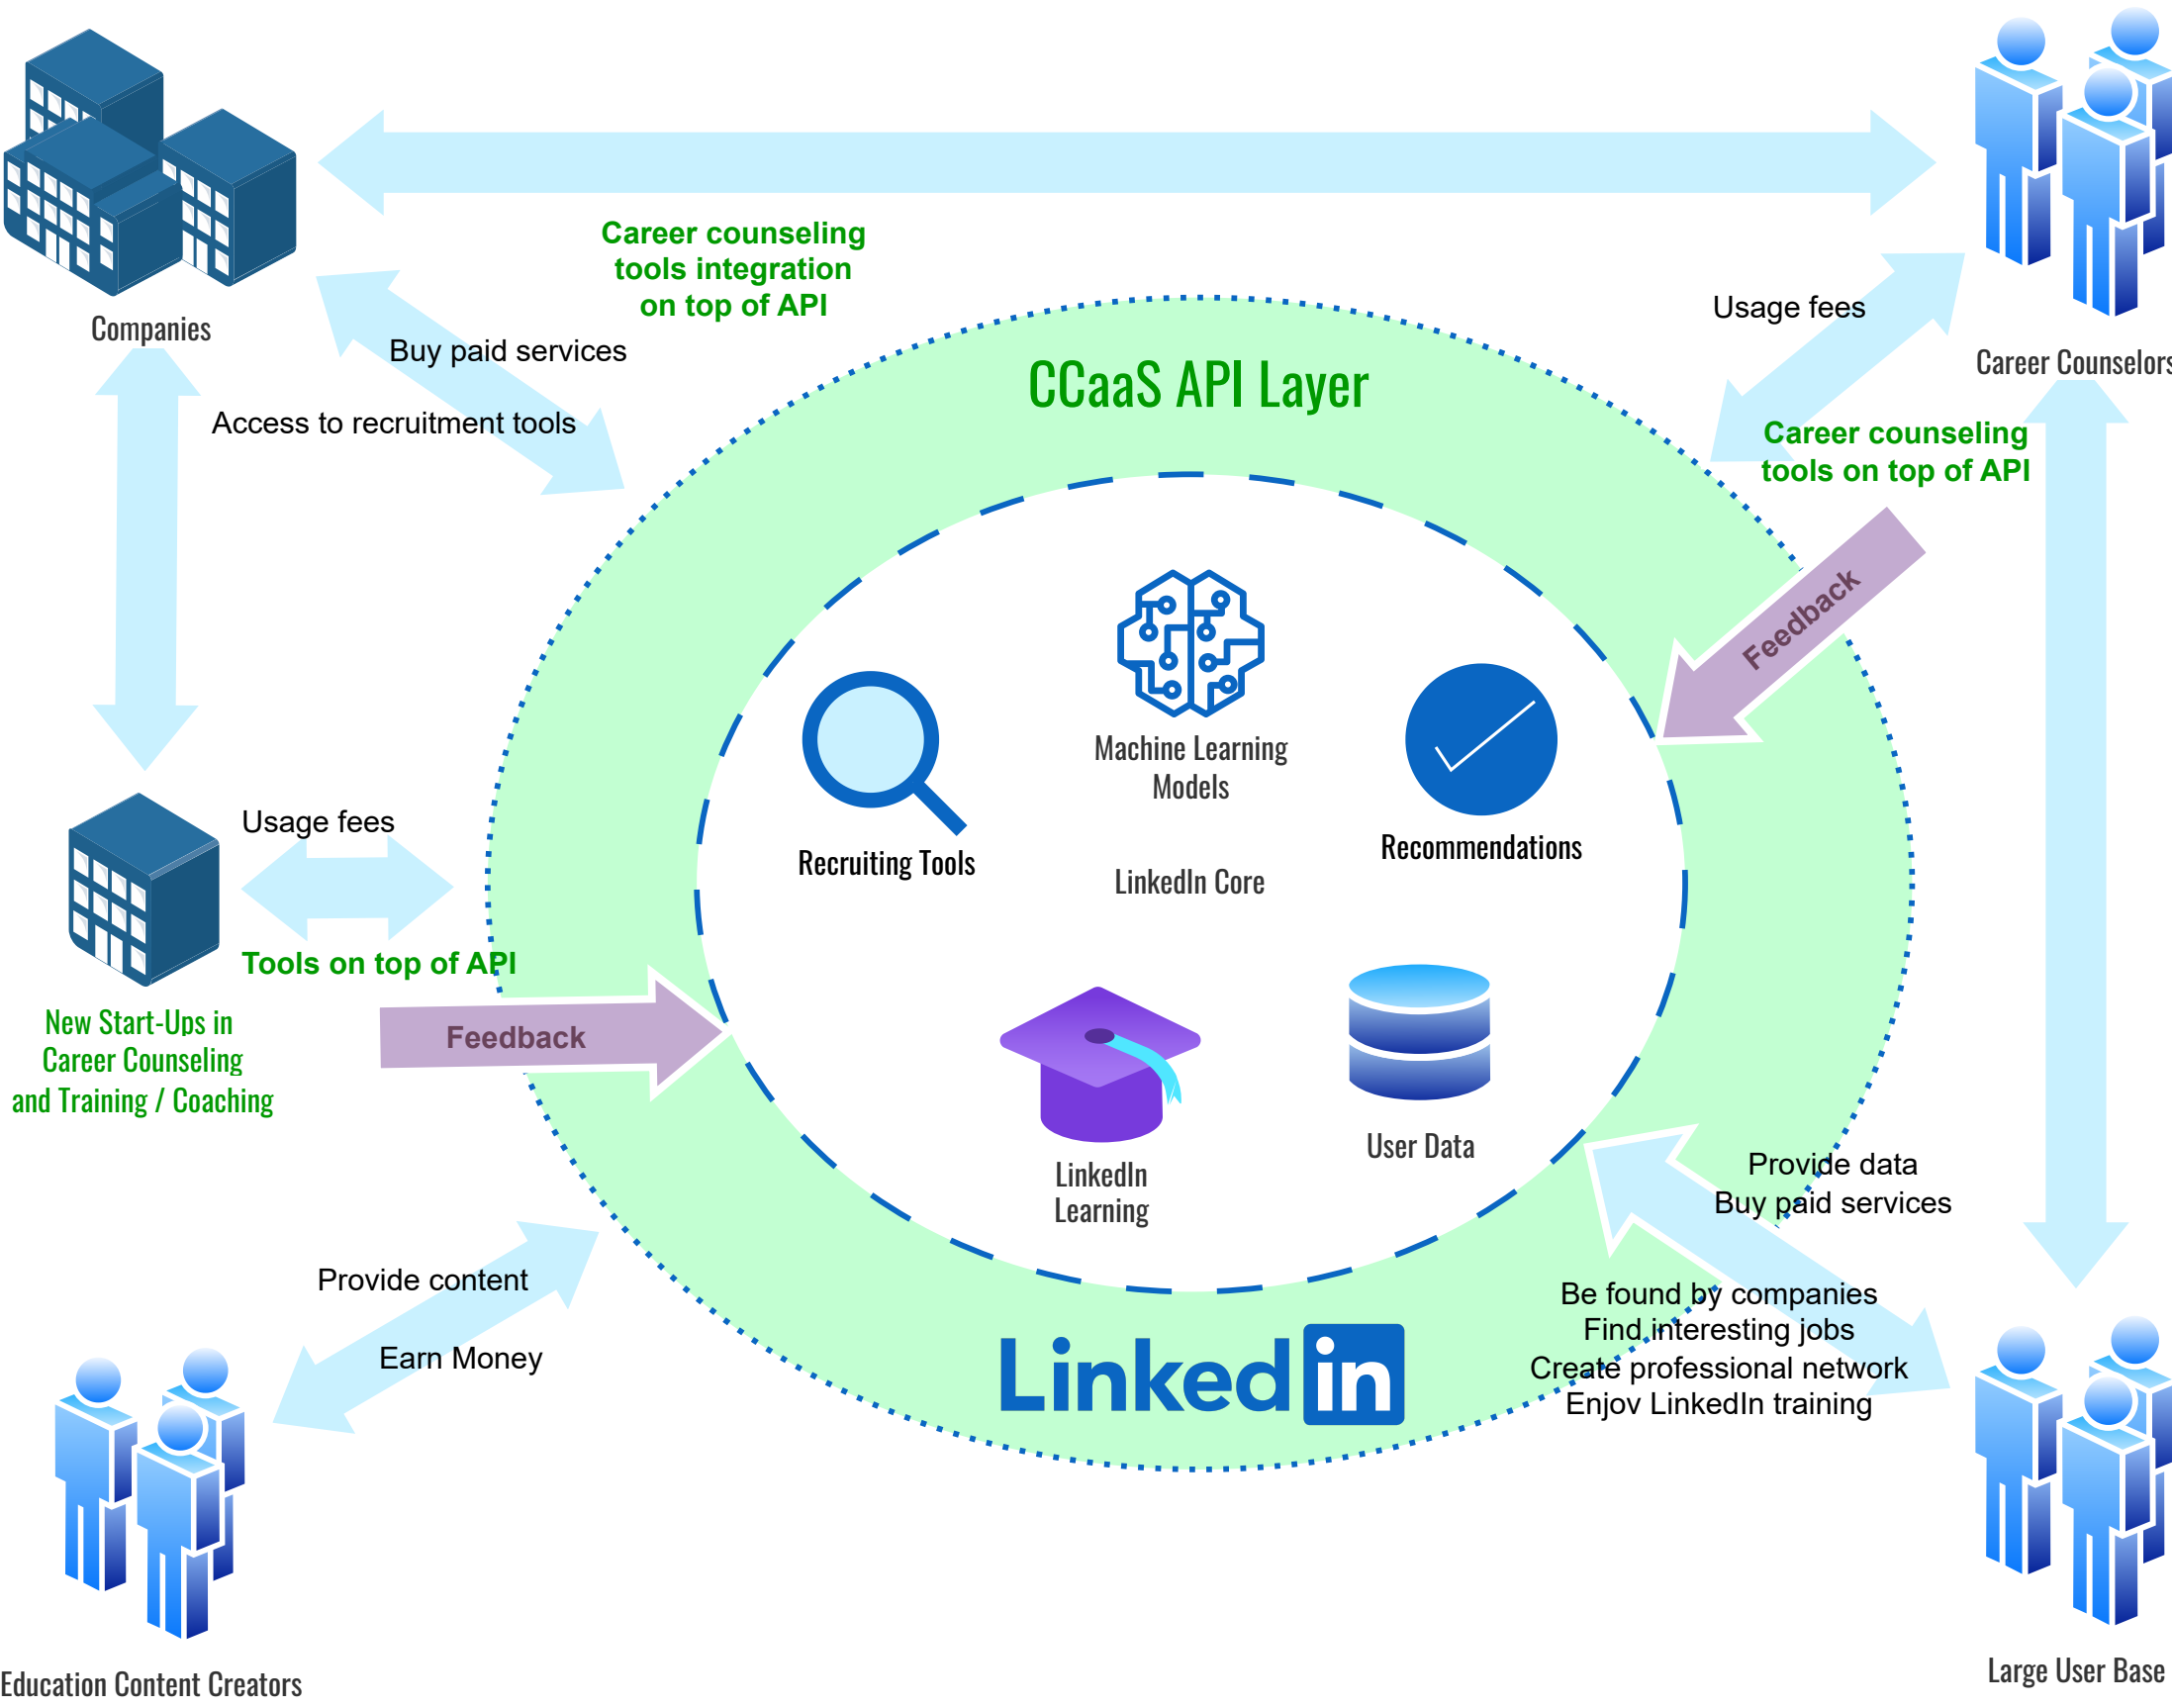 Career counseling
tools integration
on top of API
Companies
Buy paid services
Access to recruitment tools
Usage fees
Career Counselors
CCaaS API Layer
Career counseling
tools on top of API
Feedback
Machine Learning
Models
Recruiting Tools
Recommendations
LinkedIn Core
Usage fees
Tools on top of API
New Start-Ups in
Career Counseling
and Training / Coaching
Feedback
LinkedIn
Learning
User Data
Provide data
Buy paid services
Provide content
Earn Money
Be found by companies
Find interesting jobs
Create professional network
Enjoy LinkedIn training
Linked in
Education Content Creators
Large User Base